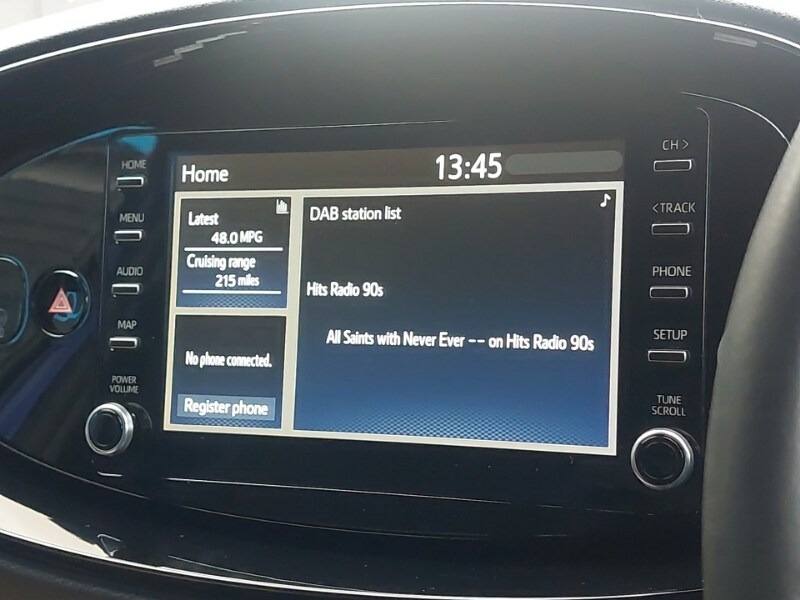 HOME
MENU
AUDIO
MAP
POWER
VOLUME
Home
13:45
Latest
48.0 MPG
Cruising range
215 miles
No phone connected.
Register phone
DAB station list
Hits Radio 90s
All Saints with Never Ever -- on Hits Radio 90s
CH >
<TRACK
PHONE
SETUP
TUNE
SCROLL